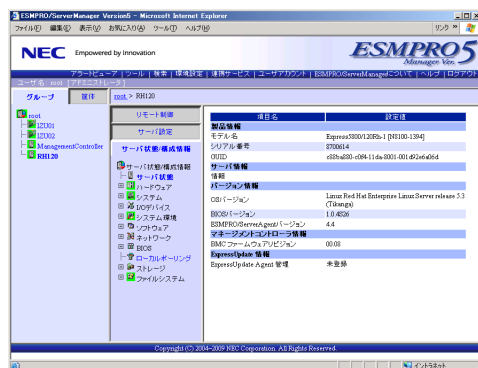 ESMPRO/ServerManager Version5 - Microsoft Internet Explorer
ファイル(F) 編集(E) 表示(V) お気に入り(A) ツール(T) ヘルプ(H)
リンク »
NEC Empowered by Innovation
ESMPRO5
Manager Ver.
アラートビューア | ツール | 検索 | 環境設定 | 連携サービス | ユーザアカウント | ESMPRO/ServerManagerについて | ヘルプ | ログアウト
ユーザ名: root [アドミニストレータ]
グループ 筐体
root > RH120
root
IZU01
IZU02
ManagementController
RH120
リモート制御
サーバ設定
サーバ状態/構成情報
サーバ状態/構成情報
サーバ状態
ハードウェア
システム
I/Oデバイス
システム環境
ソフトウェア
ネットワーク
BIOS
ローカルポーリング
ストレージ
ファイルシステム
項目名 設定値
製品情報
モデル名 Express5800/120Rh-1 [N8100-1394]
シリアル番号 8700614
GUID
サーバ情報
情報
バージョン情報
OSバージョン Linux Red Hat Enterprise Linux Server release 5.3 (Tikanga)
BIOSバージョン 1.0.4S26
ESMPRO/ServerAgentバージョン 4.4
マネージメントコントローラ情報
BMCファームウェアリビジョン 00.08
ExpressUpdate 情報
ExpressUpdate Agent 管理 未登録
Copyright (C) 2004-2009 NEC Corporation. All Rights Reserved.
イントラネット